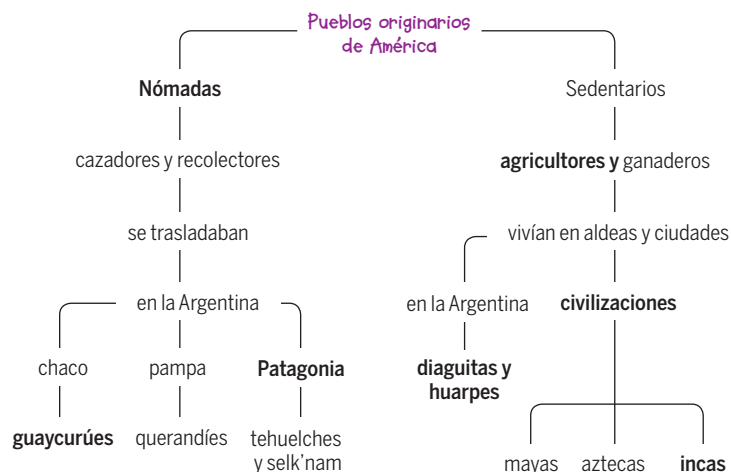 Pueblos originarios
de América
Nómadas
Sedentarios
cazadores y recolectores
agricultores y ganaderos
se trasladaban
vivían en aldeas y ciudades
en la Argentina
en la Argentina
civilizaciones
chaco
pampa
Patagonia
diaguitas y
huarpes
guaycurúes
querandíes
tehuelches
y selk'nam
mayas
aztecas
incas